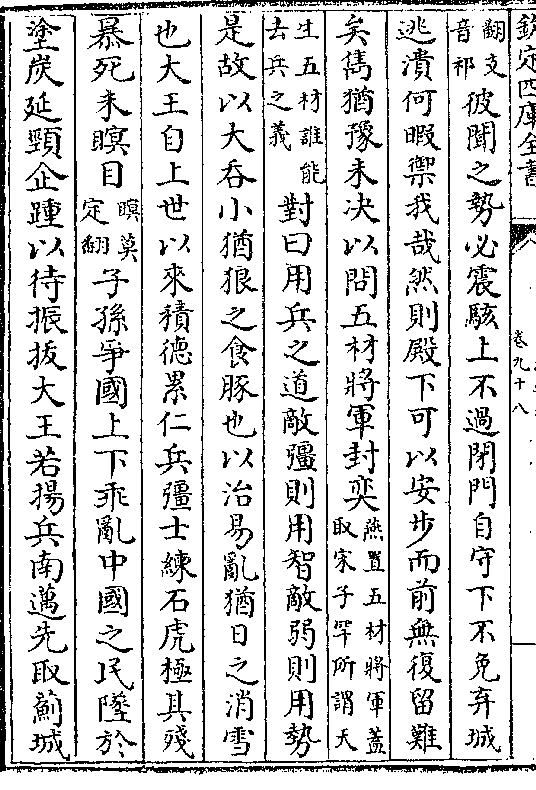 欽定四庫全書
卷九十八
翻支
音祁
彼聞之勢必震駭上不過閉門自守下不免弃城
逃潰何暇禦我哉然則殿下可以安步而前無復留難
矣雋猶豫未决以問五材將軍封奕
燕置五材將軍蓋
取宋子罕所謂天
生五材誰能
去兵之義
對曰用兵之道敵彊則用智敵弱則用勢
是故以大吞小猶狼之食豚也以治易亂猶日之消雪
也大王自上世以來積德累仁兵彊士練石虎極其殘
暴死未瞑目
瞑莫
定翻
子孫爭國上下乖亂中國之民墜於
塗炭延頸企踵以待振拔大王若揚兵南邁先取薊城